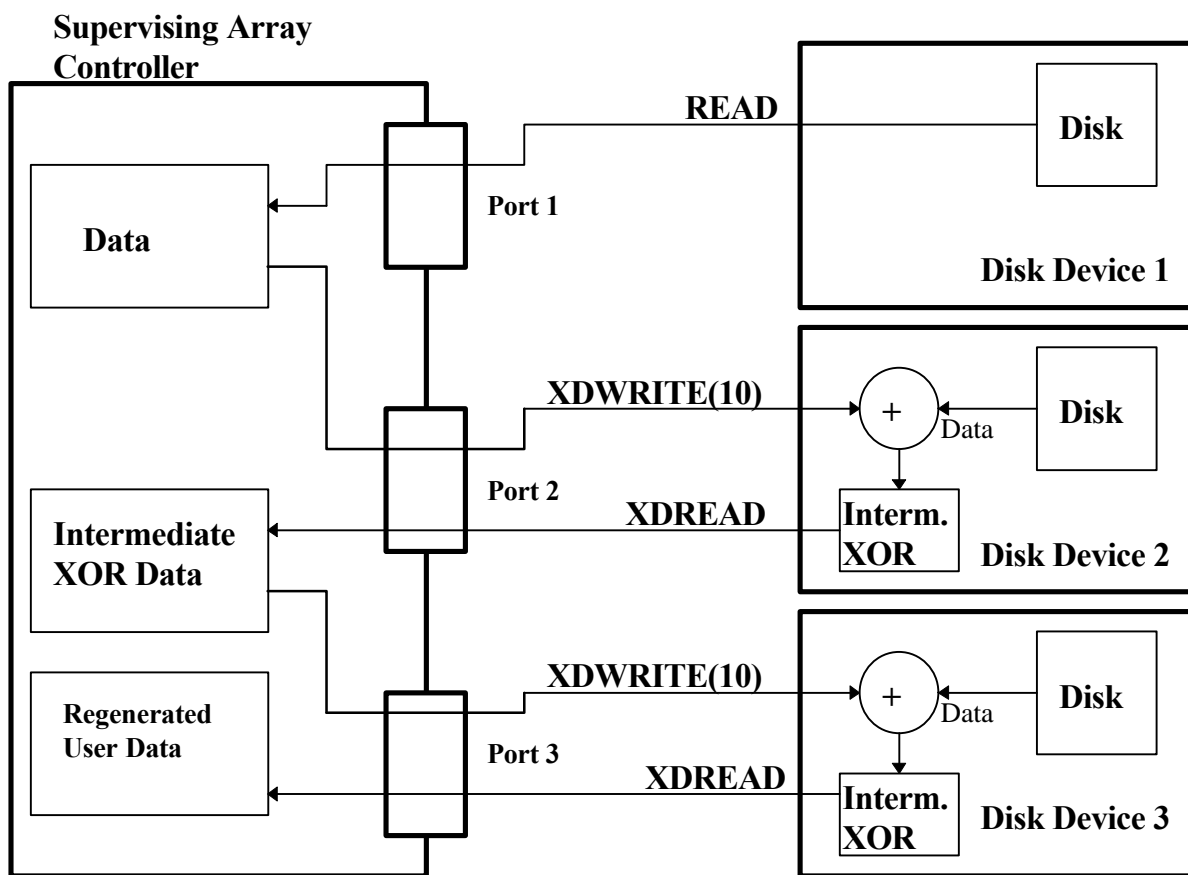 Supervising Array
Controller
READ
Disk
Data
Port 1
Disk Device 1
XDWRITE(10)
+
Data
Disk
Port 2
XDREAD
Intermediate
XOR Data
Interm.
XOR
Disk Device 2
XDWRITE(10)
+
Data
Disk
Regenerated
User Data
Port 3
XDREAD
Interm.
XOR
Disk Device 3